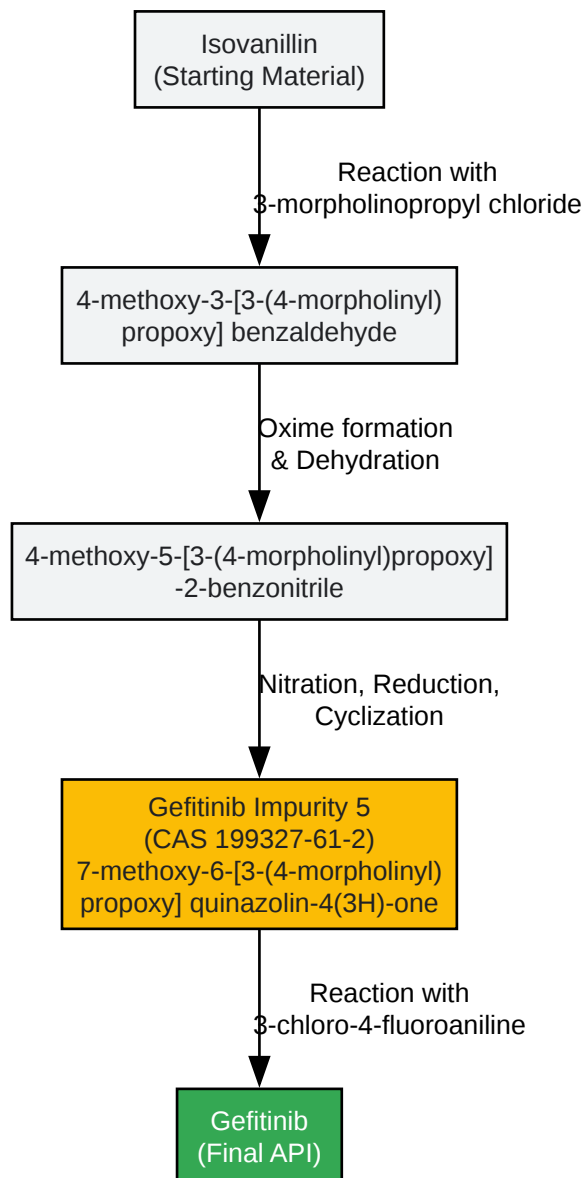 Isovanillin
(Starting Material)
Reaction with
3-morpholinopropyl chloride
4-methoxy-3-[3-(4-morpholinyl)
propoxy] benzaldehyde
Oxime formation
& Dehydration
4-methoxy-5-[3-(4-morpholinyl)propoxy]
-2-benzonitrile
Nitration, Reduction,
Cyclization
Gefitinib Impurity 5
(CAS 199327-61-2)
7-methoxy-6-[3-(4-morpholinyl)
propoxy] quinazolin-4(3H)-one
Reaction with
3-chloro-4-fluoroaniline
Gefitinib
(Final API)